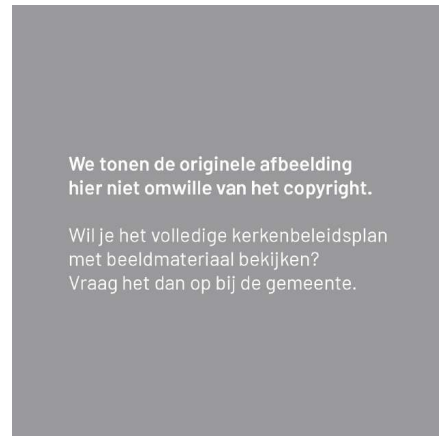 We tonen de originele afbeelding
hier niet omwille van het copyright.
Wil je het volledige kerkenbeleidsplan
met beeldmateriaal bekijken?
Vraag het dan op bij de gemeente.